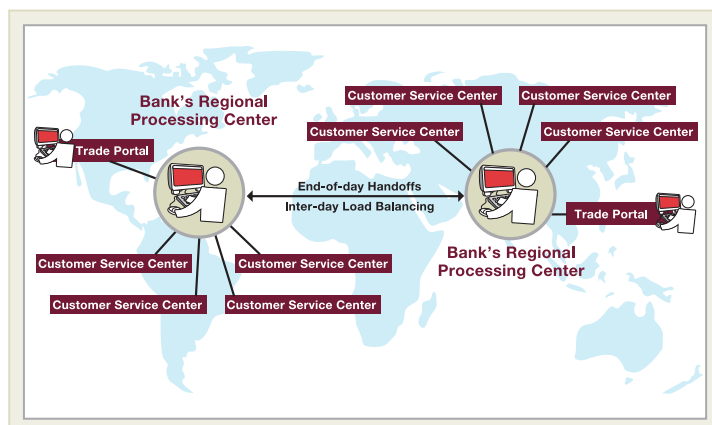 Bank's Regional
Processing Center
Trade Portal
Customer Service Center
Customer Service Center
Customer Service Center
Customer Service Center
End-of-day Handoffs
Inter-day Load Balancing
Customer Service Center
Customer Service Center
Customer Service Center
Customer Service Center
Trade Portal
Bank's Regional
Processing Center